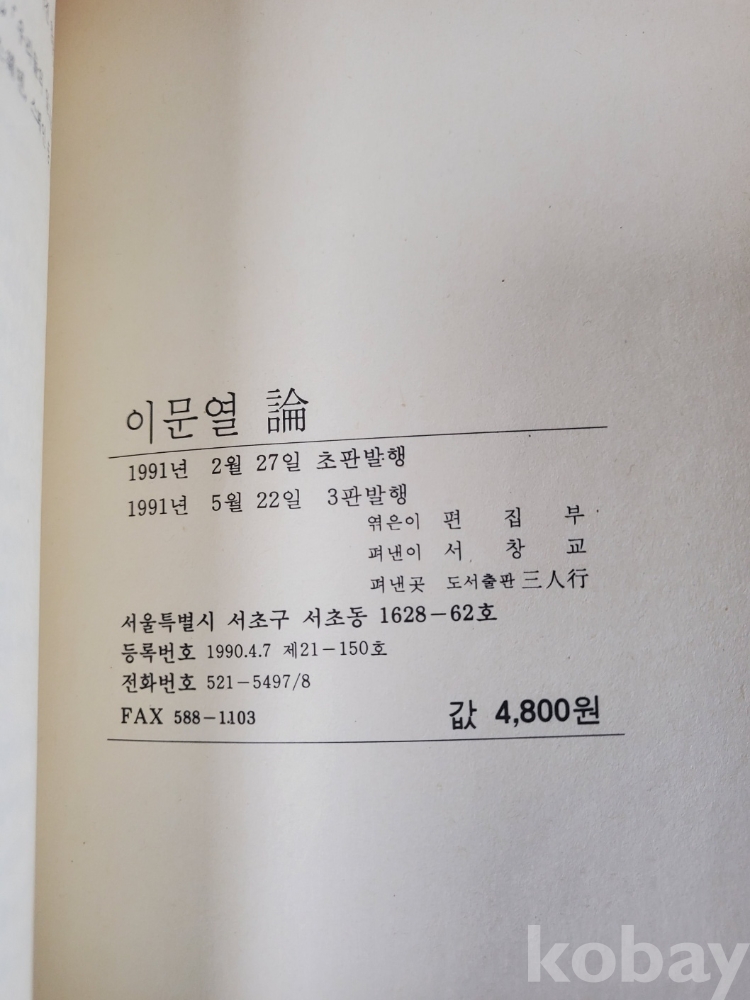 이문열 論
1991년 2월 27일 초판발행
1991년 5월 22일 3판발행
엮은이 편 집 부
펴낸이 서 창 교
펴낸곳 도서출판 三人行
서울특별시 서초구 서초동 1628-62호
등록번호 1990.4.7 제21-150호
전화번호 521-5497/8
FAX 588-1103
값 4,800원
kobay